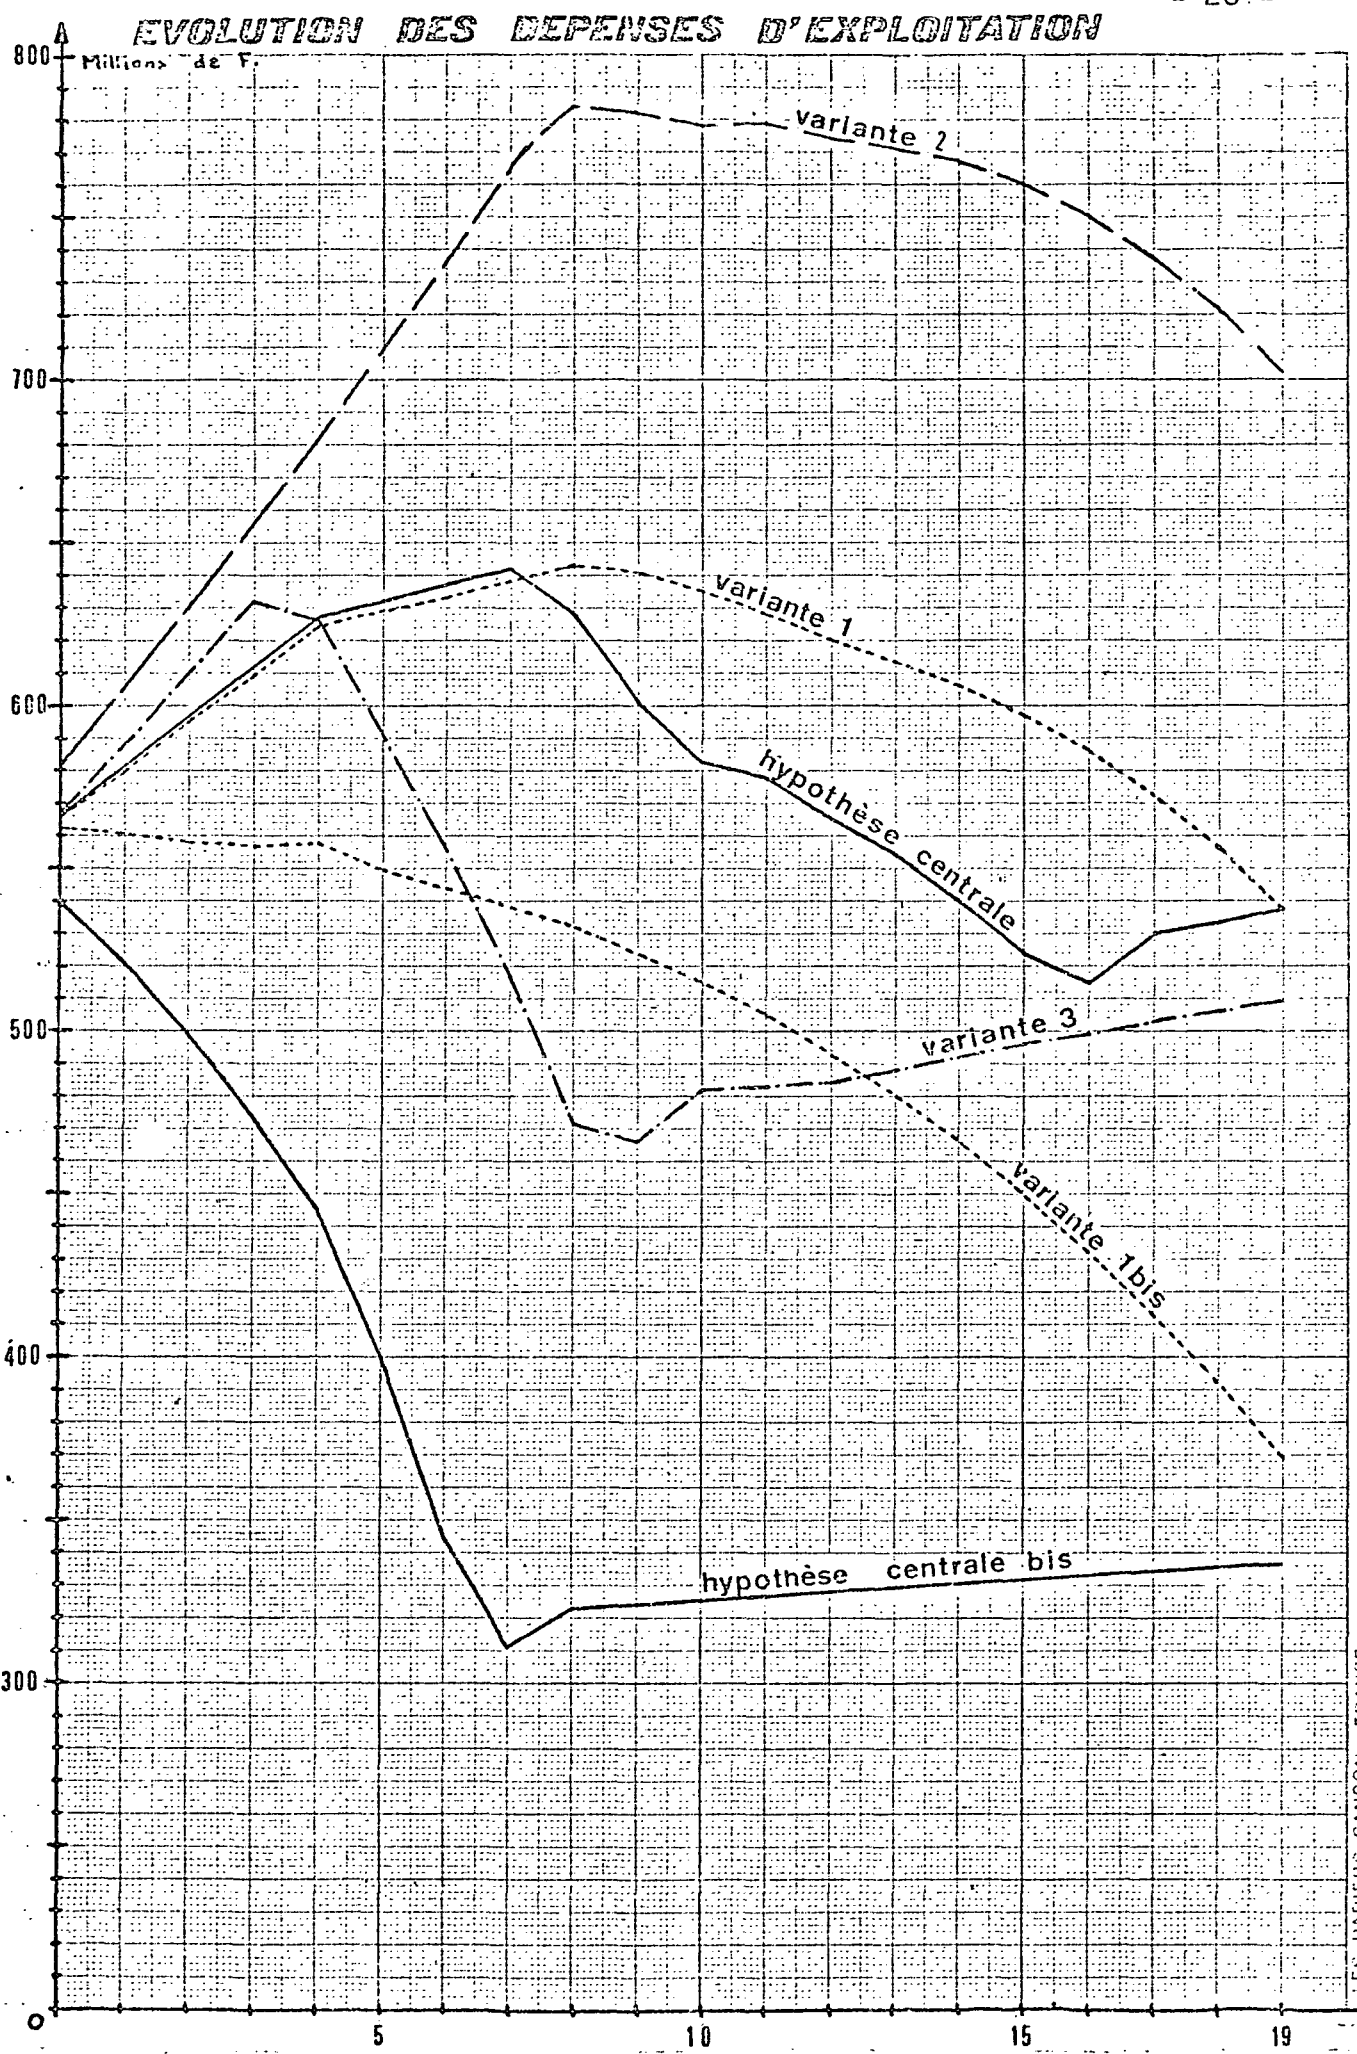 EVOLUTION DES DEPENSES D'EXPLOITATION
800
Millions de F.
variante 2
700
variante 1
600
hypothèse centrale
500
variante 3
variante 1bis
400
hypothèse centrale bis
300
0
5
10
15
19